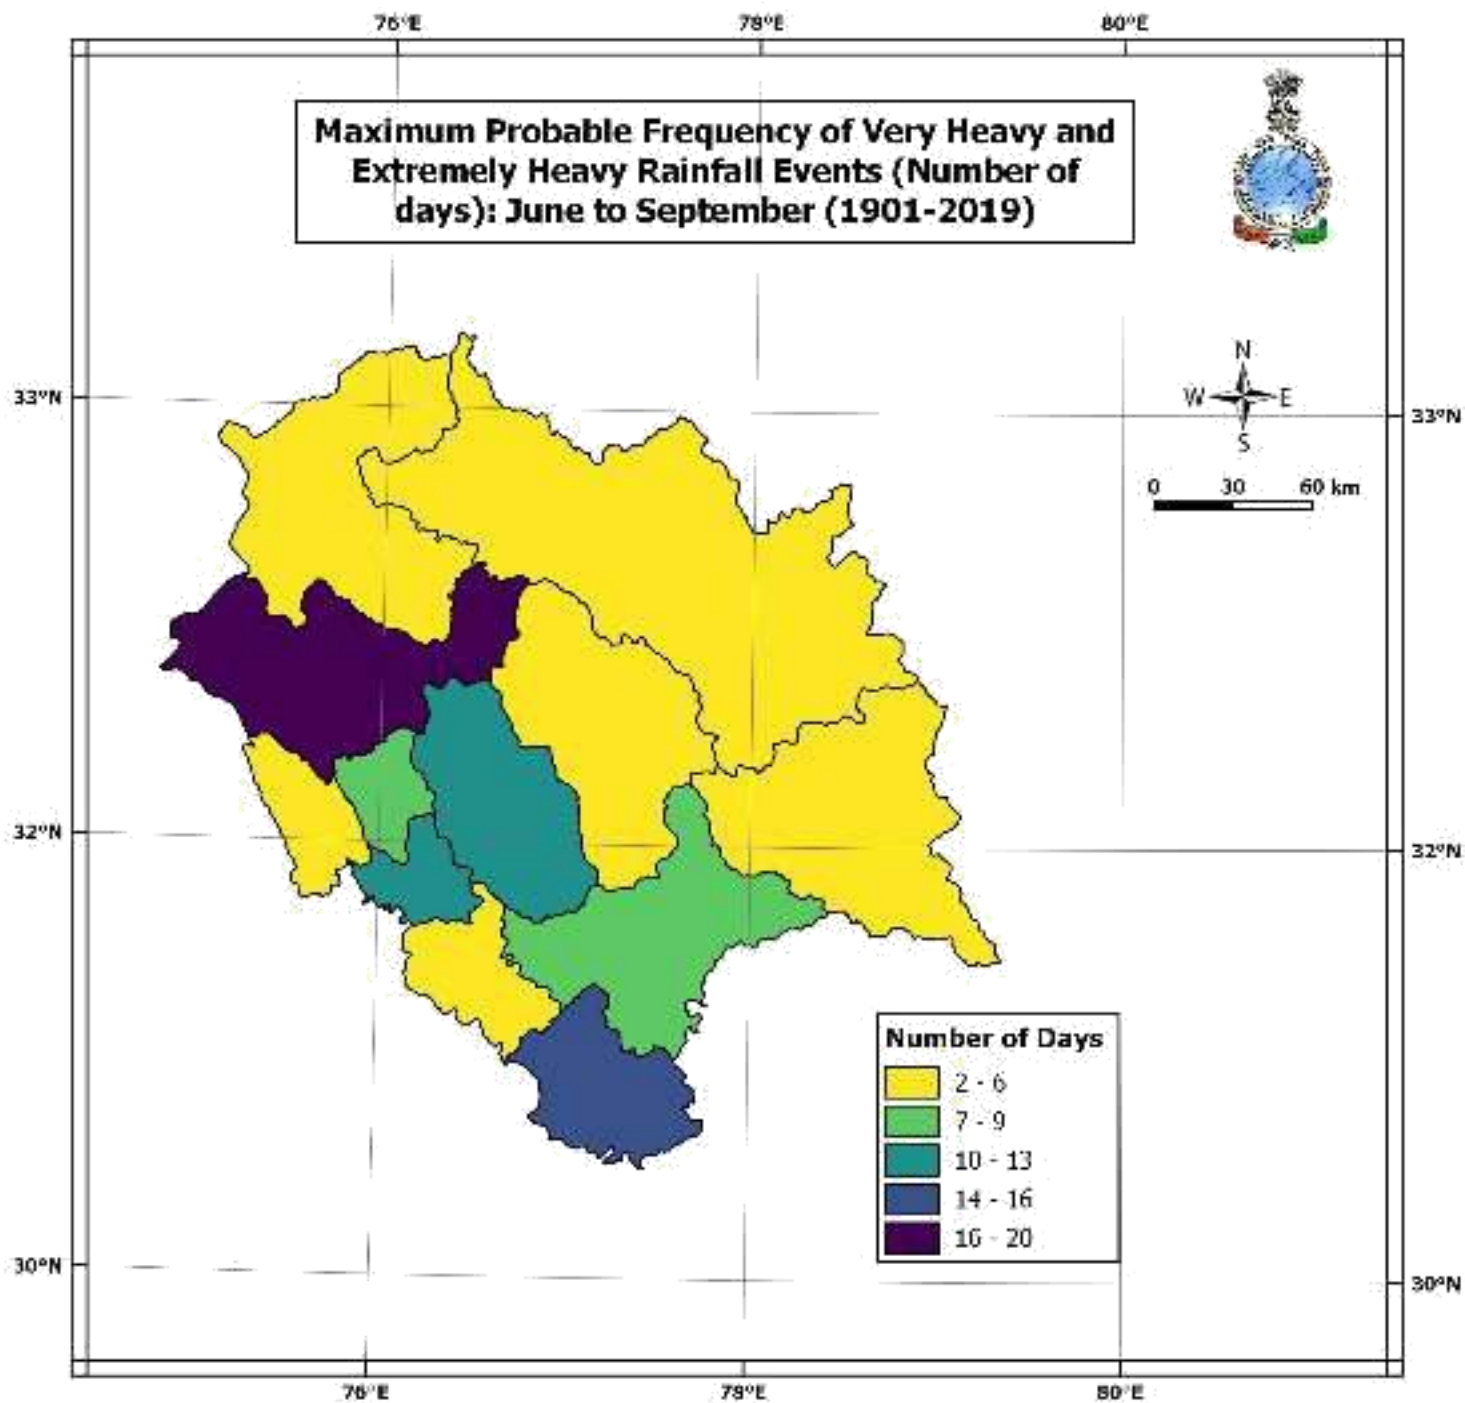 76°E 78°E 80°E
Maximum Probable Frequency of Very Heavy and
Extremely Heavy Rainfall Events (Number of
days): June to September (1901-2019)
N
W E
S
33°N 33°N
0 30 60 km
32°N 32°N
Number of Days
2 - 6
7 - 9
10 - 13
14 - 16
16 - 20
30°N 30°N
76°E 78°E 80°E